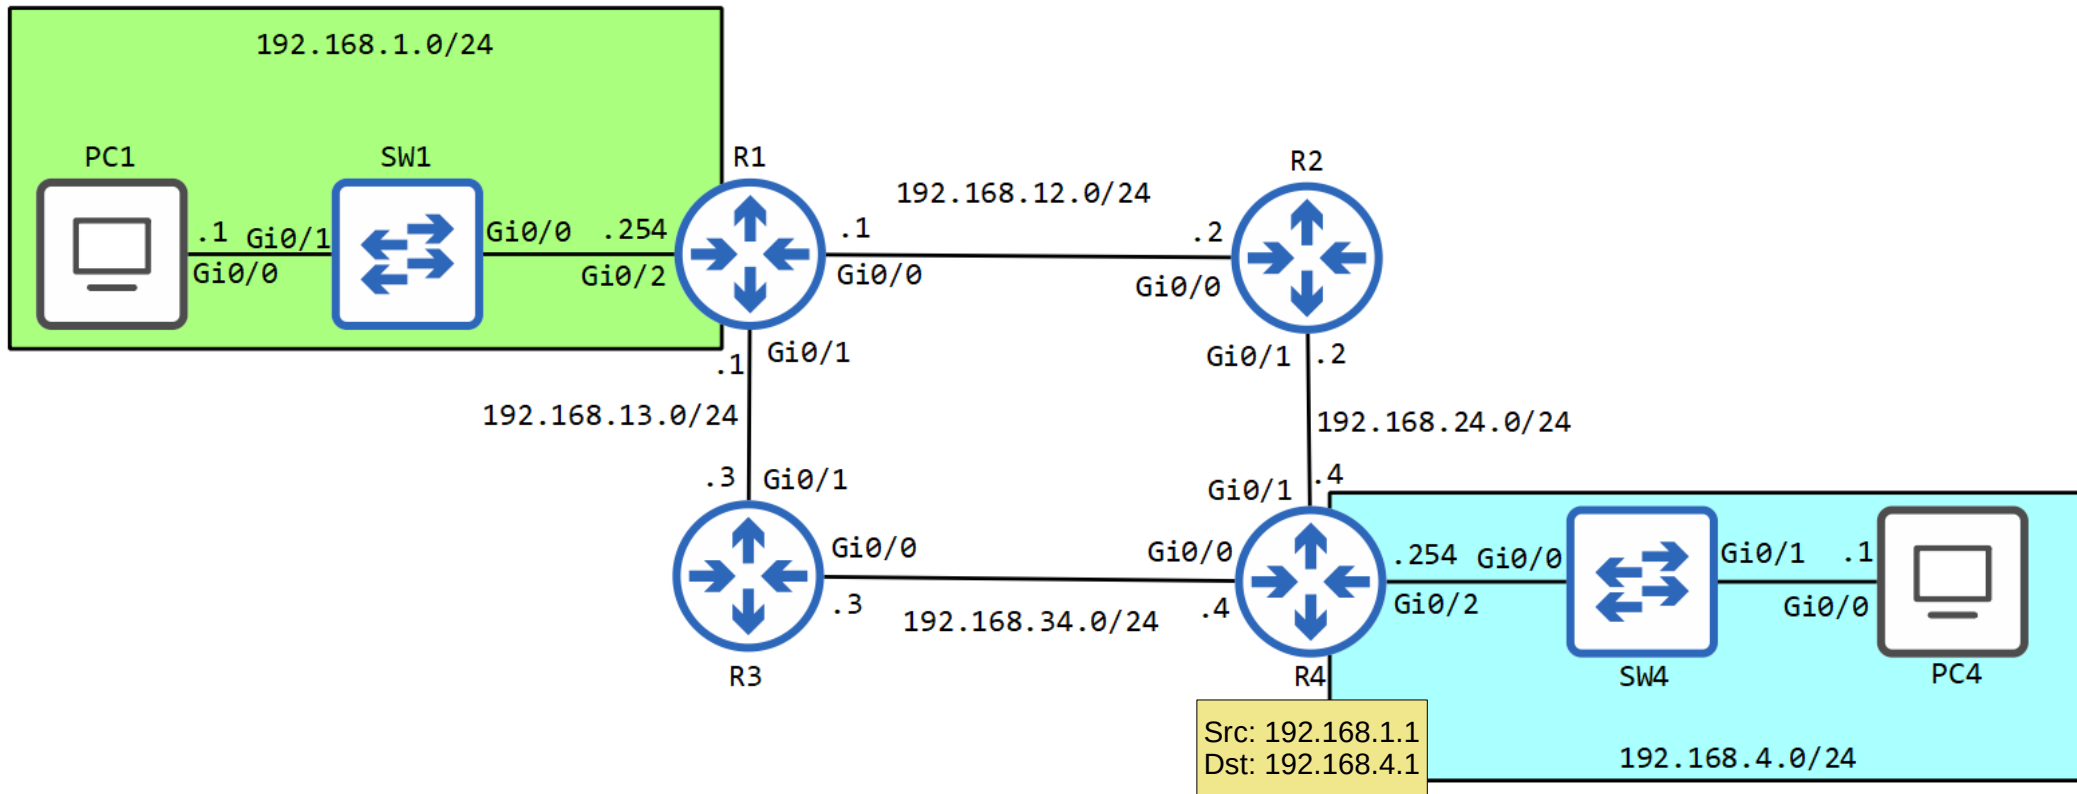 192.168.1.0/24
PC1
SW1
R1
R2
192.168.12.0/24
.1 Gi0/1
Gi0/0 .254
.1
.2
Gi0/0
Gi0/2
Gi0/0
Gi0/0
.1
Gi0/1
Gi0/1
.2
192.168.13.0/24
192.168.24.0/24
.3
Gi0/1
Gi0/1
.4
Gi0/0
Gi0/0
.254
Gi0/0
Gi0/1
.1
.3
192.168.34.0/24
.4
Gi0/2
Gi0/0
R3
R4
SW4
PC4
Src: 192.168.1.1
Dst: 192.168.4.1
192.168.4.0/24